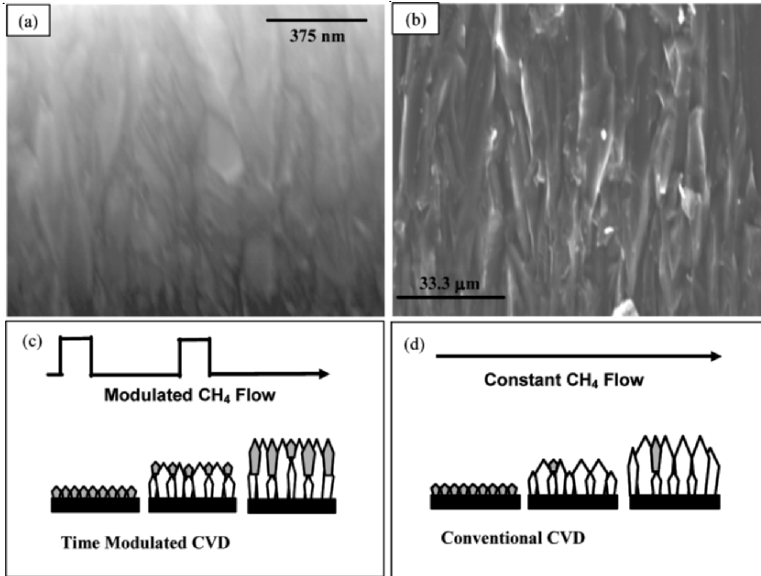 (a)
375 nm
(b)
33.3 μm
(c)
Modulated CH₄ Flow
Time Modulated CVD
(d)
Constant CH₄ Flow
Conventional CVD